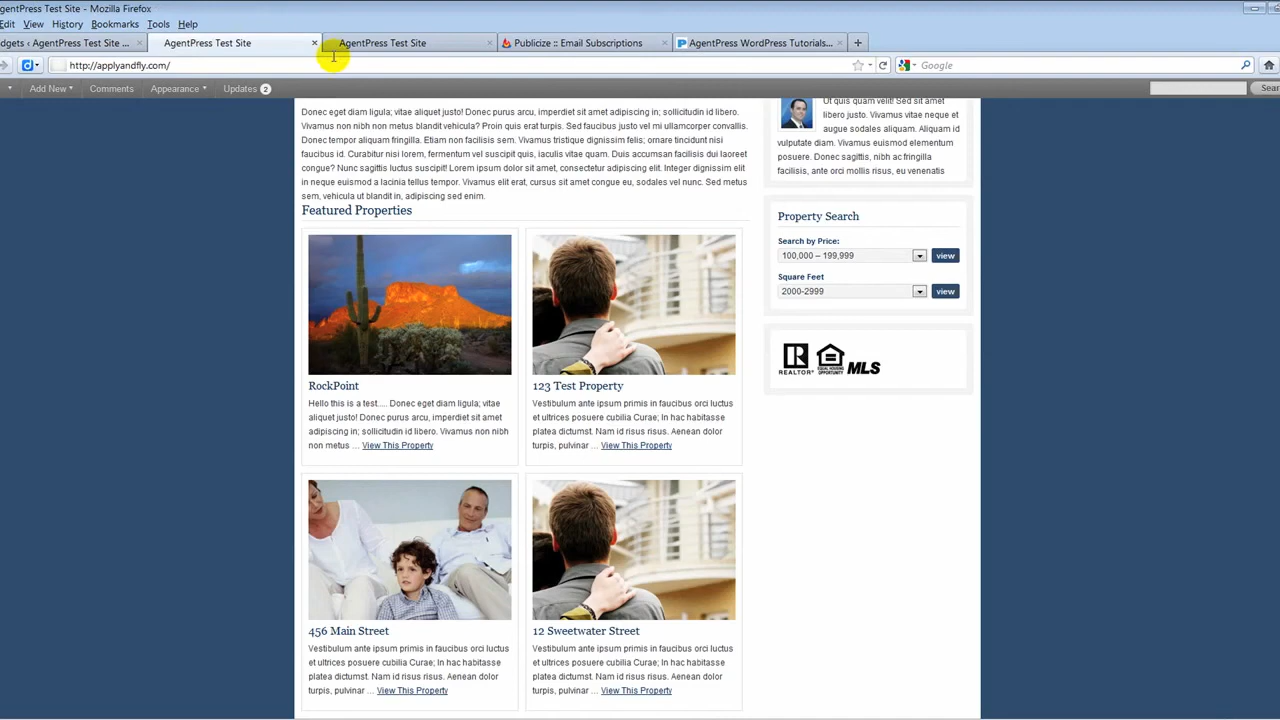 gentPress Test Site - Mozilla Firefox
Edit View History Bookmarks Tools Help
dgets ‹ AgentPress Test Site ... × AgentPress Test Site × AgentPress Test Site × Publicize :: Email Subscriptions × AgentPress WordPress Tutorials... × +
http://applyandfly.com/ Google
Add New Comments Appearance Updates 2 Sear
Donec eget diam ligula; vitae aliquet justo! Donec purus arcu, imperdiet sit amet adipiscing in; sollicitudin id libero.
Vivamus non nibh non metus blandit vehicula? Proin quis erat turpis. Sed faucibus justo vel mi ullamcorper convallis.
Donec tempor aliquam fringilla. Etiam non facilisis sem. Vivamus tristique dignissim felis; ornare tincidunt nisi
faucibus id. Curabitur nisi lorem, fermentum vel suscipit quis, iaculis vitae quam. Duis accumsan facilisis dui laoreet
congue? Nunc sagittis luctus suscipit! Lorem ipsum dolor sit amet, consectetur adipiscing elit. Integer dignissim elit
in neque euismod a lacinia tellus tempor. Vivamus elit erat, cursus sit amet congue eu, sodales vel nunc. Sed metus
sem, vehicula ut blandit in, adipiscing sed enim.
Featured Properties
RockPoint
Hello this is a test.... Donec eget diam ligula; vitae
aliquet justo! Donec purus arcu, imperdiet sit amet
adipiscing in; sollicitudin id libero. Vivamus non nibh
non metus ... View This Property
123 Test Property
Vestibulum ante ipsum primis in faucibus orci luctus
et ultrices posuere cubilia Curae; In hac habitasse
platea dictumst. Nam id risus risus. Aenean dolor
turpis, pulvinar ... View This Property
456 Main Street
Vestibulum ante ipsum primis in faucibus orci luctus
et ultrices posuere cubilia Curae; In hac habitasse
platea dictumst. Nam id risus risus. Aenean dolor
turpis, pulvinar ... View This Property
12 Sweetwater Street
Vestibulum ante ipsum primis in faucibus orci luctus
et ultrices posuere cubilia Curae; In hac habitasse
platea dictumst. Nam id risus risus. Aenean dolor
turpis, pulvinar ... View This Property
Ut quis quam velit! Sed sit amet
libero justo. Vivamus vitae neque et
augue sodales aliquam. Aliquam id
vulputate diam. Vivamus euismod elementum
posuere. Donec sagittis, nibh ac fringilla
facilisis, ante orci mollis risus, eu venenatis
Property Search
Search by Price:
100,000 – 199,999 view
Square Feet
2000-2999 view
R
REALTOR® EQUAL HOUSING OPPORTUNITY MLS